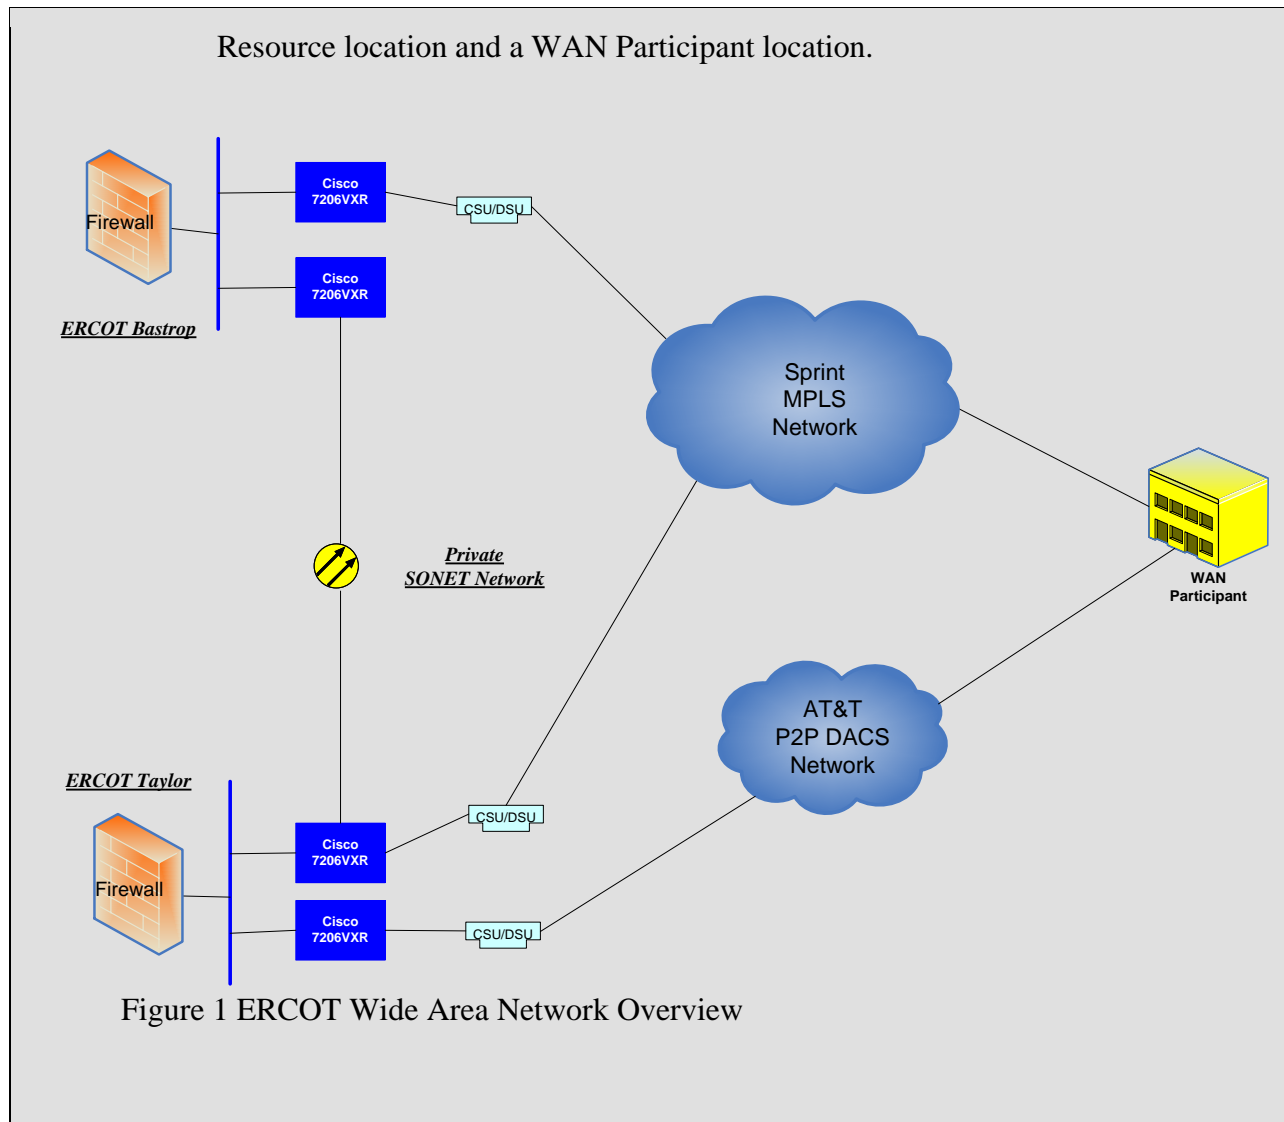 Resource location and a WAN Participant location.
Cisco
7206VXR
CSU/DSU
Firewall
Cisco
7206VXR
ERCOT Bastrop
Sprint
MPLS
Network
Private
SONET Network
WAN
Participant
AT&T
P2P DACS
Network
ERCOT Taylor
CSU/DSU
Cisco
7206VXR
Firewall
Cisco
7206VXR
CSU/DSU
Figure 1 ERCOT Wide Area Network Overview